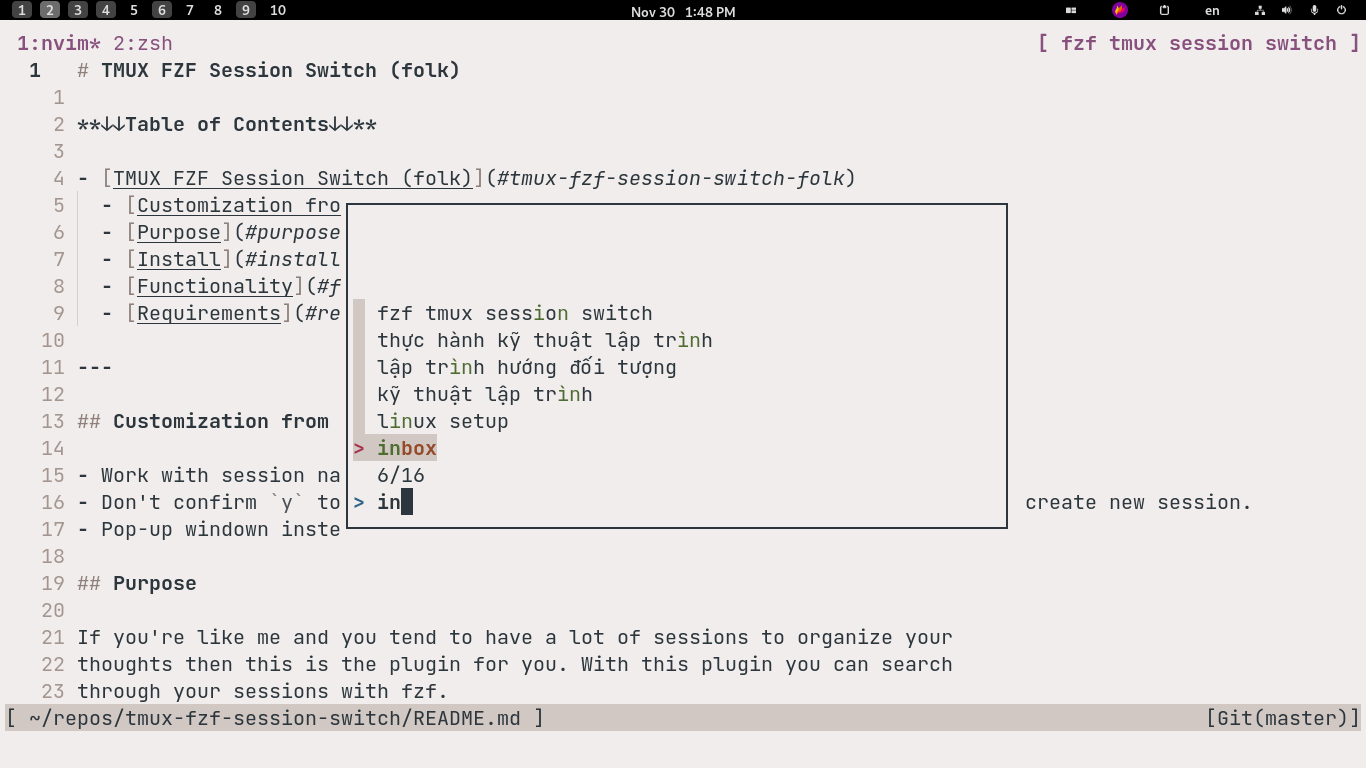 1 2 3 4 5 6 7 8 9 10 Nov 30 1:48 PM en
1:nvim* 2:zsh [ fzf tmux session switch ]
1 # TMUX FZF Session Switch (folk)
1
2 **↓↓Table of Contents↓↓**
3
4 - [TMUX FZF Session Switch (folk)](#tmux-fzf-session-switch-folk)
5 - [Customization fro
6 - [Purpose](#purpose
7 - [Install](#install
8 - [Functionality](#f
9 - [Requirements](#re
10
11 ---
12
13 ## Customization from
14
15 - Work with session na
16 - Don't confirm `y` to create new session.
17 - Pop-up windown inste
18
19 ## Purpose
20
21 If you're like me and you tend to have a lot of sessions to organize your
22 thoughts then this is the plugin for you. With this plugin you can search
23 through your sessions with fzf.
fzf tmux session switch
thực hành kỹ thuật lập trình
lập trình hướng đối tượng
kỹ thuật lập trình
linux setup
> inbox
6/16
> in
[ ~/repos/tmux-fzf-session-switch/README.md ] [Git(master)]